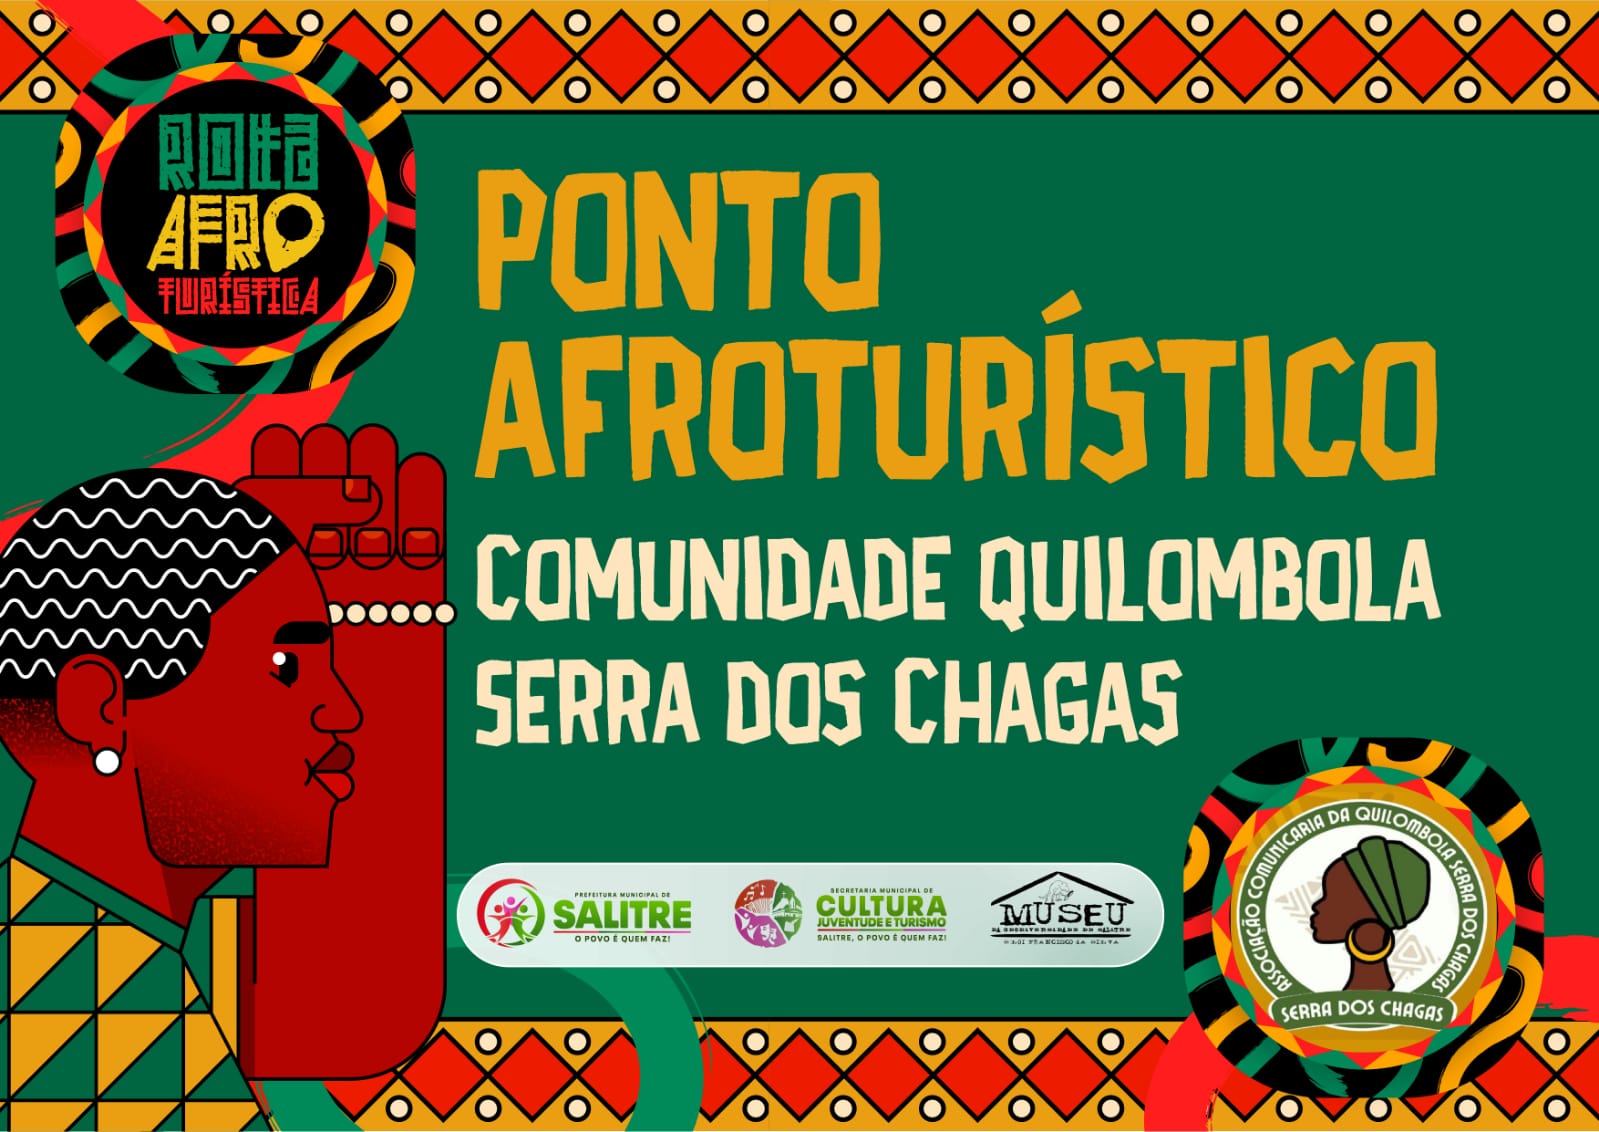 ROTA
AFRO
TURÍSTICA
PONTO
AFROTURÍSTICO
COMUNIDADE QUILOMBOLA
SERRA DOS CHAGAS
PREFEITURA MUNICIPAL DE
SALITRE
O POVO É QUEM FAZ!
SECRETARIA MUNICIPAL DE
CULTURA
JUVENTUDE E TURISMO
SALITRE, O POVO É QUEM FAZ!
MUSEU
ASSOCIAÇÃO COMUNICARIA DA QUILOMBOLA SERRA DOS CHAGAS
SERRA DOS CHAGAS